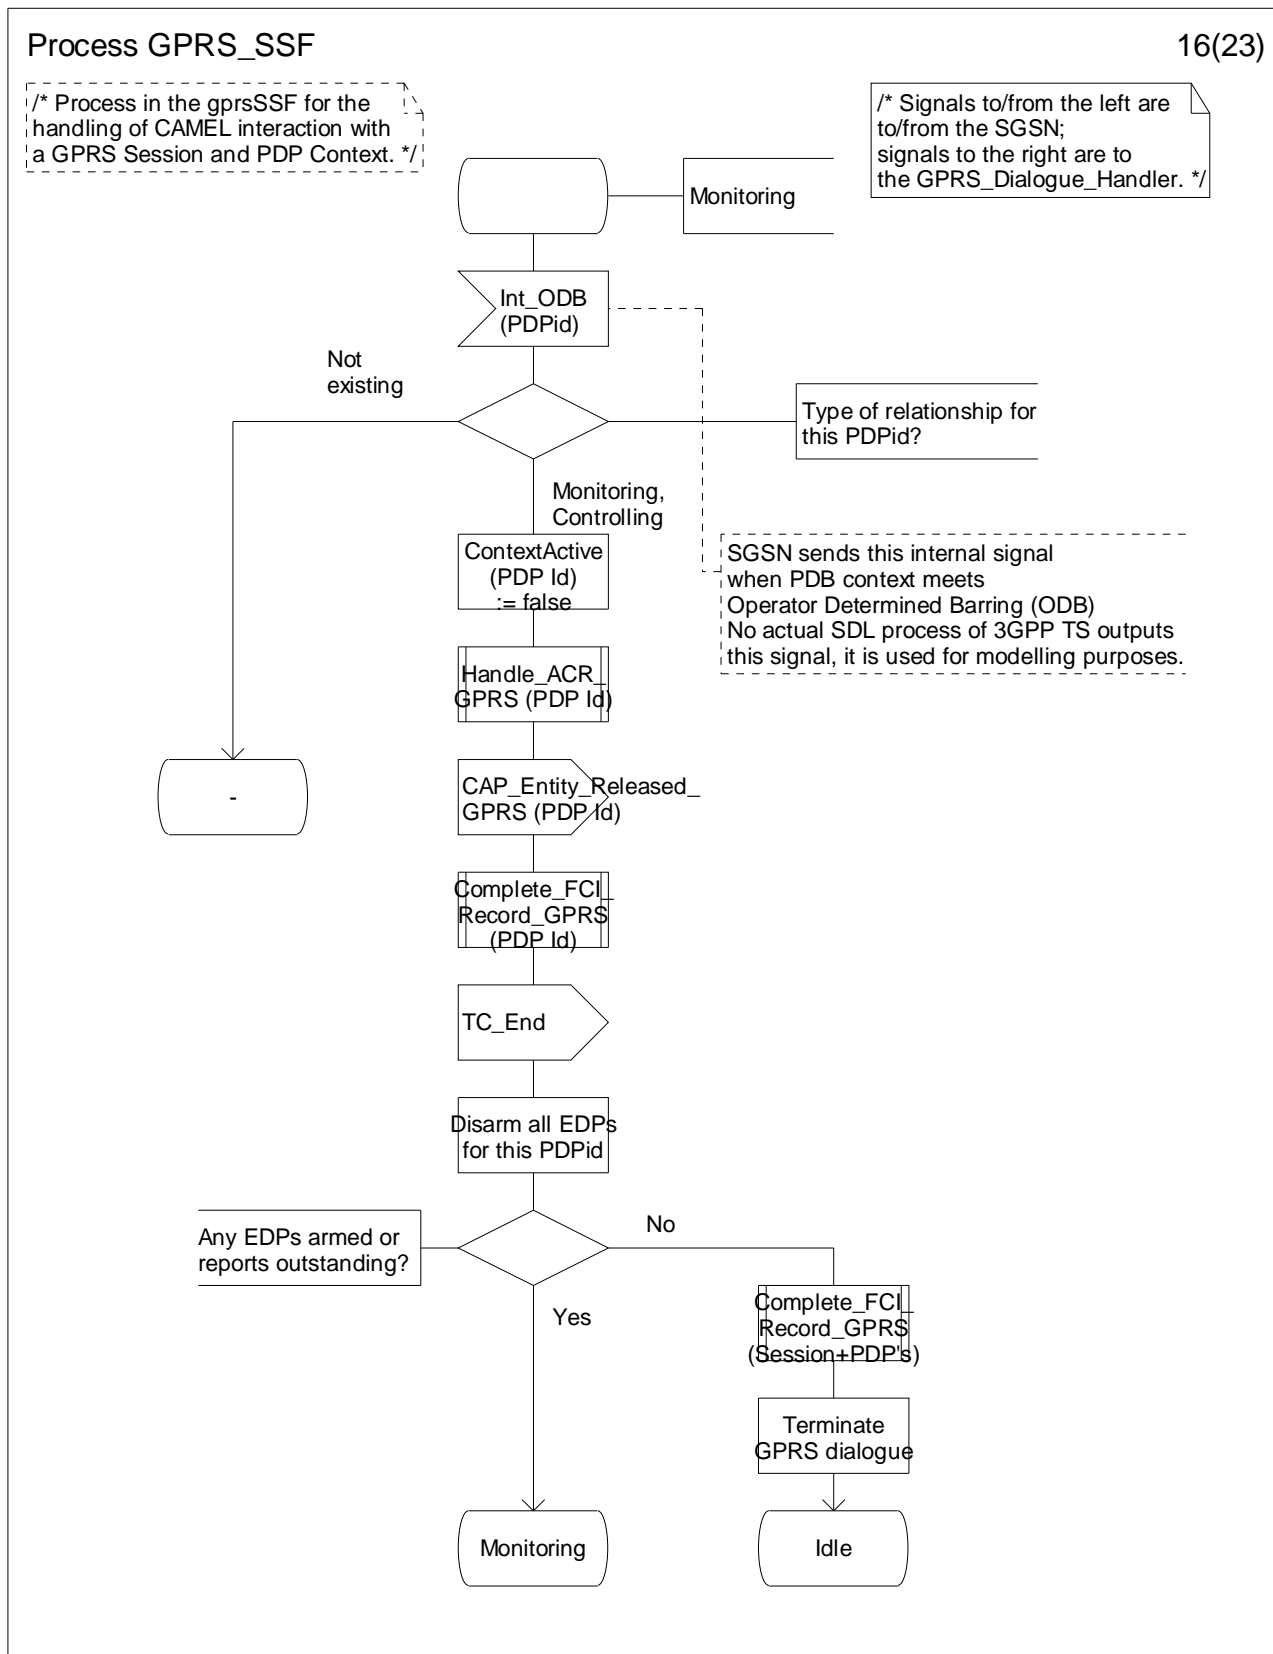 Process GPRS_SSF
16(23)
/* Process in the gprsSSF for the
handling of CAMEL interaction with
a GPRS Session and PDP Context. */
/* Signals to/from the left are
to/from the SGSN;
signals to the right are to
the GPRS_Dialogue_Handler. */
Monitoring
Int_ODB
(PDPid)
Not
existing
Type of relationship for
this PDPid?
Monitoring,
Controlling
ContextActive
(PDP Id)
:= false
SGSN sends this internal signal
when PDB context meets
Operator Determined Barring (ODB)
No actual SDL process of 3GPP TS outputs
this signal, it is used for modelling purposes.
Handle_ACR_
GPRS (PDP Id)
-
CAP_Entity_Released_
GPRS (PDP Id)
Complete_FCI_
Record_GPRS
(PDP Id)
TC_End
Disarm all EDPs
for this PDPid
Any EDPs armed or
reports outstanding?
No
Yes
Complete_FCI_
Record_GPRS
(Session+PDP's)
Terminate
GPRS dialogue
Monitoring
Idle